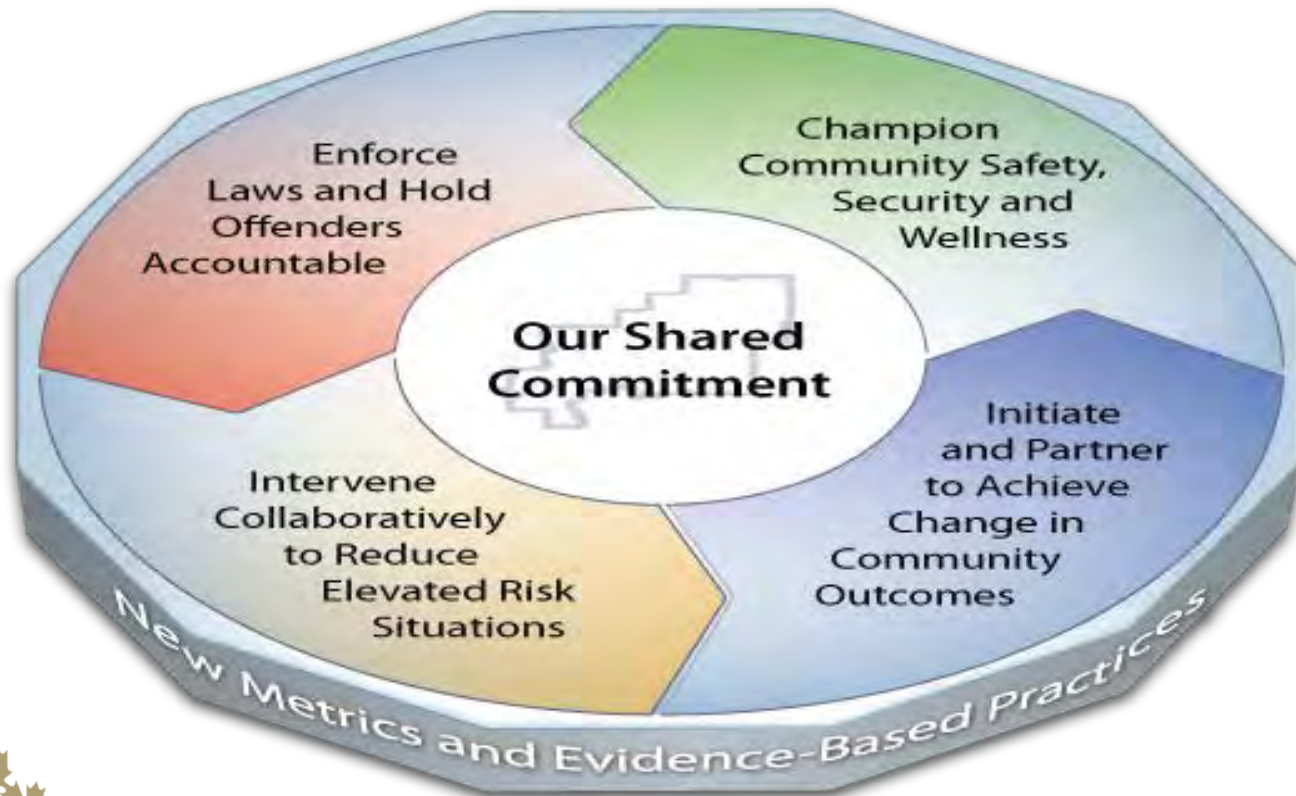 Enforce
Laws and Hold
Offenders
Accountable
Champion
Community Safety,
Security and
Wellness
Our Shared
Commitment
Intervene
Collaboratively
to Reduce
Elevated Risk
Situations
Initiate
and Partner
to Achieve
Change in
Community
Outcomes
New Metrics and Evidence-Based Practices